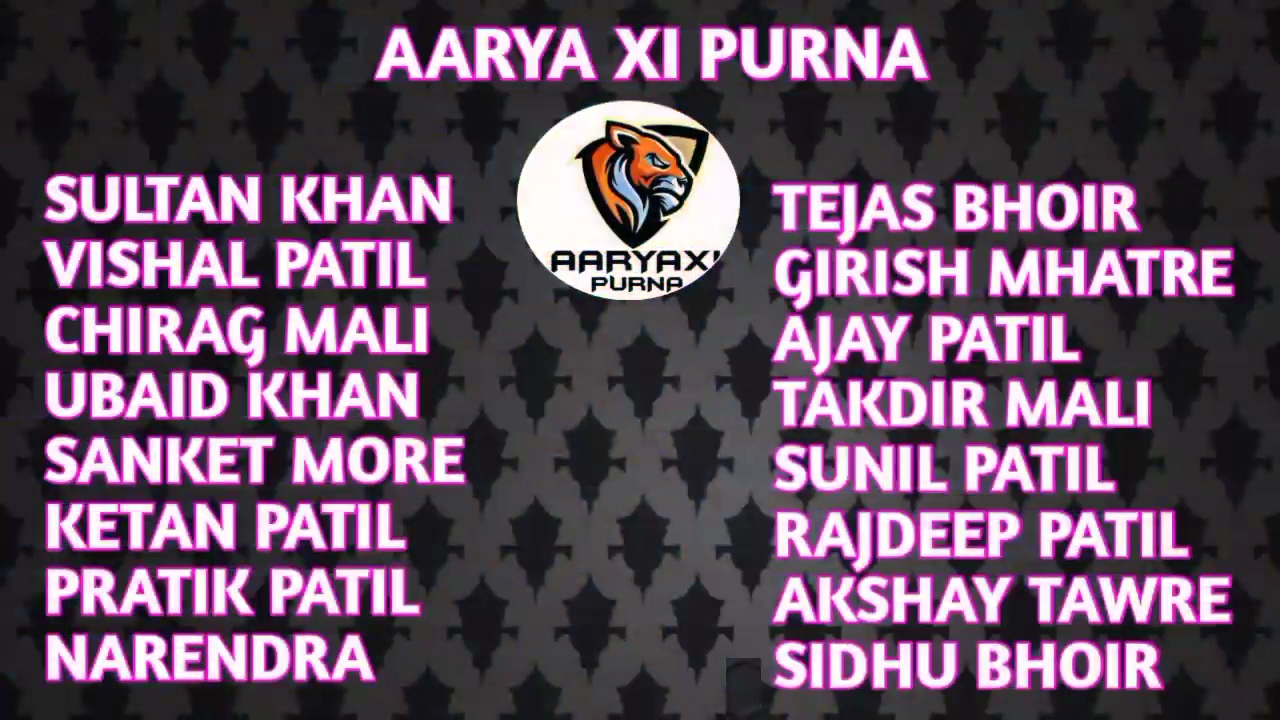 AARYA XI PURNA
AARYAXI
PURNA
SULTAN KHAN
VISHAL PATIL
CHIRAG MALI
UBAID KHAN
SANKET MORE
KETAN PATIL
PRATIK PATIL
NARENDRA
TEJAS BHOIR
GIRISH MHATRE
AJAY PATIL
TAKDIR MALI
SUNIL PATIL
RAJDEEP PATIL
AKSHAY TAWRE
SIDHU BHOIR